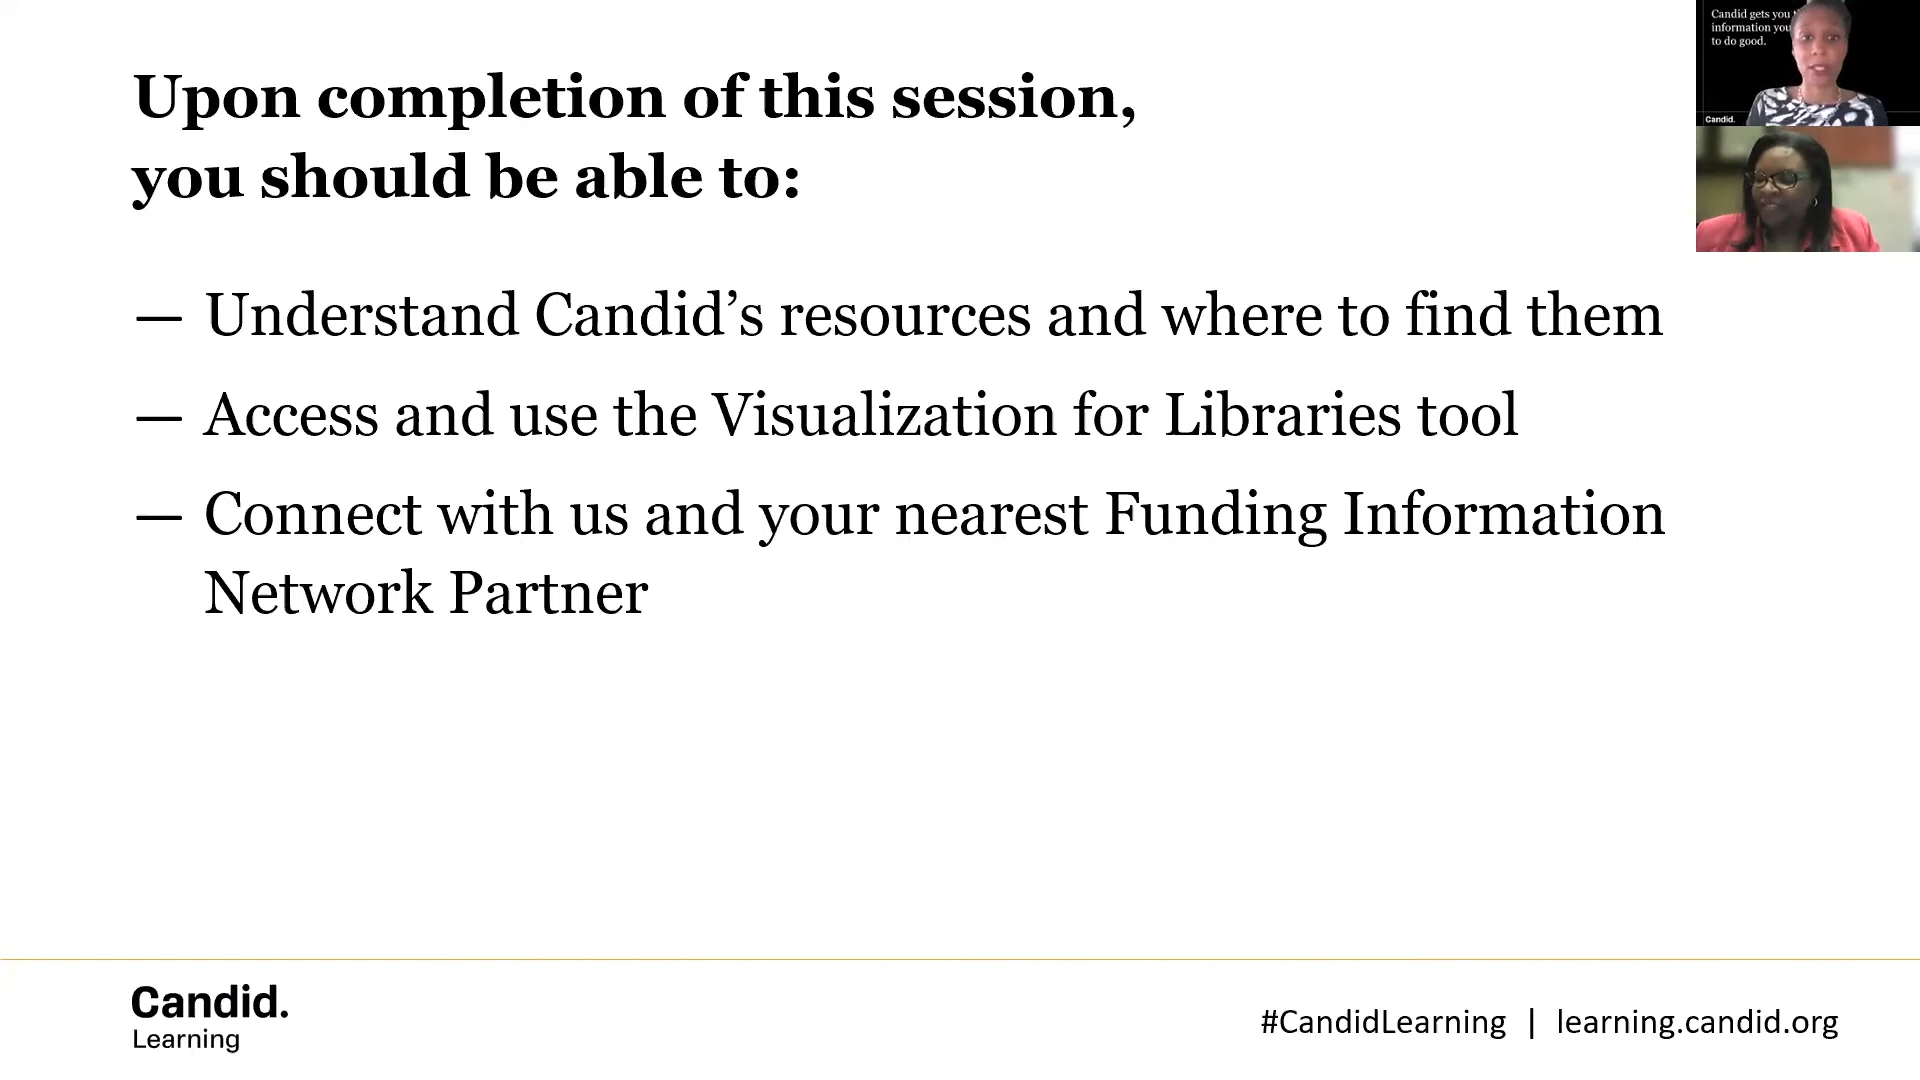 Upon completion of this session,
you should be able to:
— Understand Candid’s resources and where to find them
— Access and use the Visualization for Libraries tool
— Connect with us and your nearest Funding Information
Network Partner
Candid gets you
information you
to do good.
Candid.
Candid.
Learning
#CandidLearning | learning.candid.org